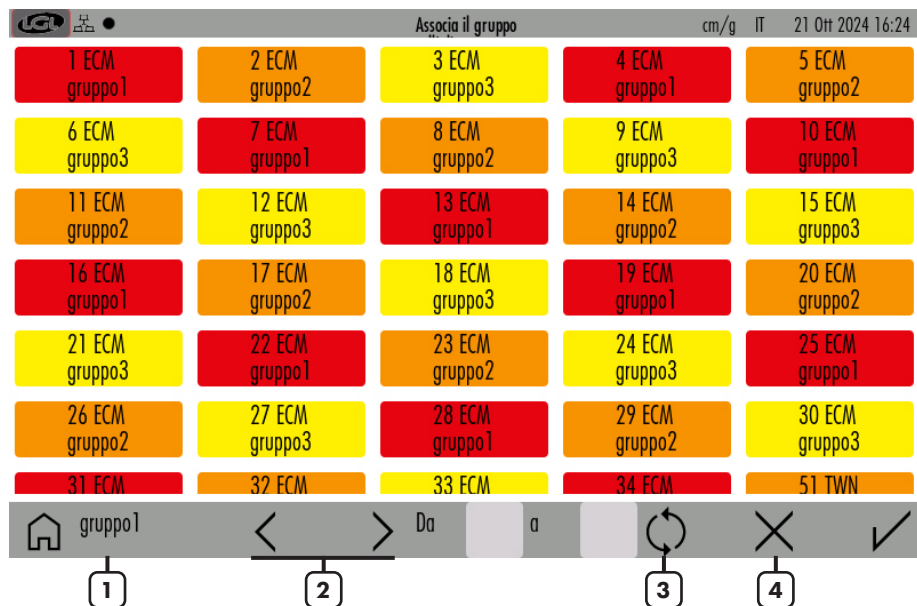 LGL
Associa il gruppo
cm/g IT 21 Ott 2024 16:24
1 ECM 2 ECM 3 ECM 4 ECM 5 ECM
gruppo1 gruppo2 gruppo3 gruppo1 gruppo2
6 ECM 7 ECM 8 ECM 9 ECM 10 ECM
gruppo3 gruppo1 gruppo2 gruppo3 gruppo1
11 ECM 12 ECM 13 ECM 14 ECM 15 ECM
gruppo2 gruppo3 gruppo1 gruppo2 gruppo3
16 ECM 17 ECM 18 ECM 19 ECM 20 ECM
gruppo1 gruppo2 gruppo3 gruppo1 gruppo2
21 ECM 22 ECM 23 ECM 24 ECM 25 ECM
gruppo3 gruppo1 gruppo2 gruppo3 gruppo1
26 ECM 27 ECM 28 ECM 29 ECM 30 ECM
gruppo2 gruppo3 gruppo1 gruppo2 gruppo3
31 ECM 32 ECM 33 ECM 34 ECM 51 TWN
gruppo1 Da a
1 2 3 4